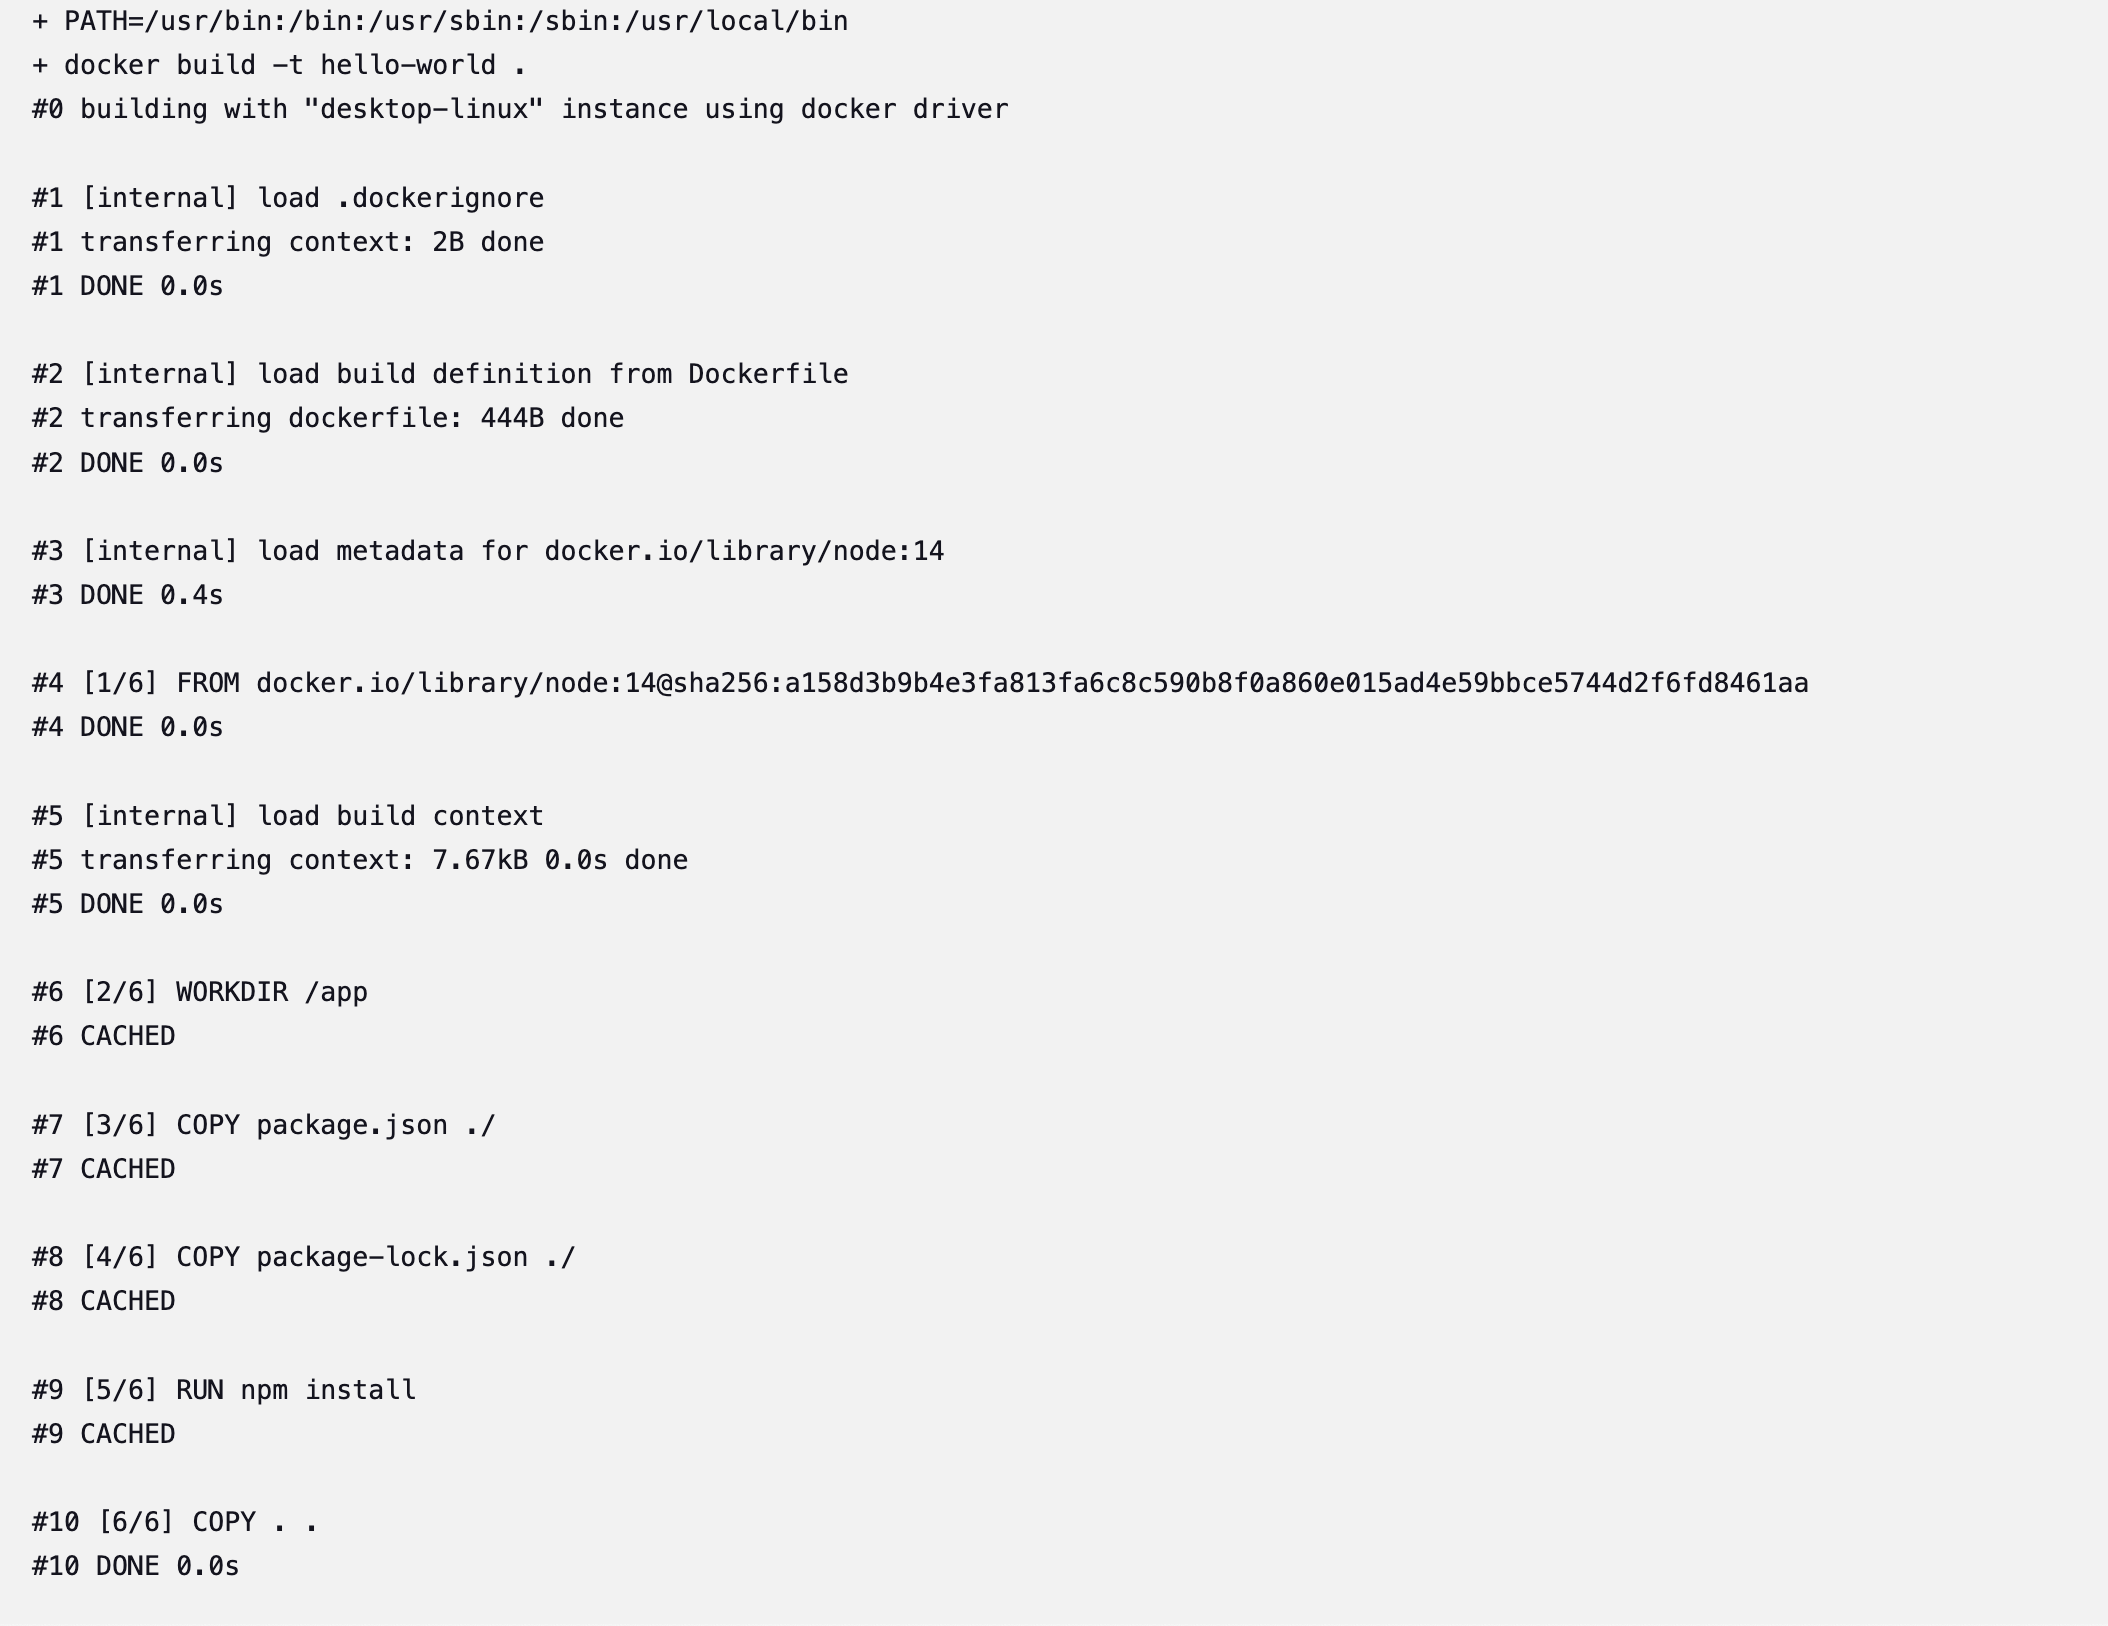 + PATH=/usr/bin:/bin:/usr/sbin:/sbin:/usr/local/bin
+ docker build -t hello-world .
#0 building with "desktop-linux" instance using docker driver

#1 [internal] load .dockerignore
#1 transferring context: 2B done
#1 DONE 0.0s

#2 [internal] load build definition from Dockerfile
#2 transferring dockerfile: 444B done
#2 DONE 0.0s

#3 [internal] load metadata for docker.io/library/node:14
#3 DONE 0.4s

#4 [1/6] FROM docker.io/library/node:14@sha256:a158d3b9b4e3fa813fa6c8c590b8f0a860e015ad4e59bbce5744d2f6fd8461aa
#4 DONE 0.0s

#5 [internal] load build context
#5 transferring context: 7.67kB 0.0s done
#5 DONE 0.0s

#6 [2/6] WORKDIR /app
#6 CACHED

#7 [3/6] COPY package.json ./
#7 CACHED

#8 [4/6] COPY package-lock.json ./
#8 CACHED

#9 [5/6] RUN npm install
#9 CACHED

#10 [6/6] COPY . .
#10 DONE 0.0s